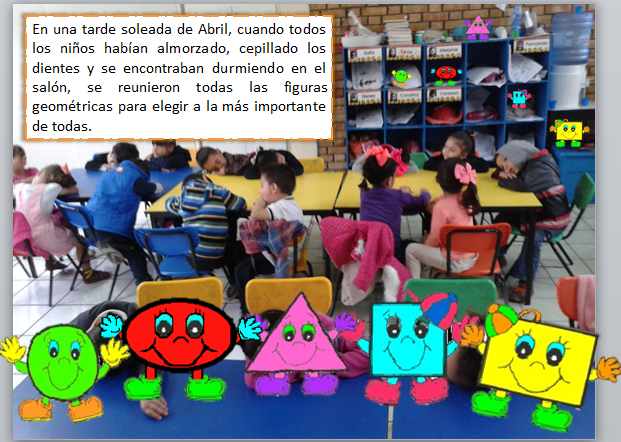 En una tarde soleada de Abril, cuando todos
los niños habían almorzado, cepillado los
dientes y se encontraban durmiendo en el
salón, se reunieron todas las figuras
geométricas para elegir a la más importante
de todas.